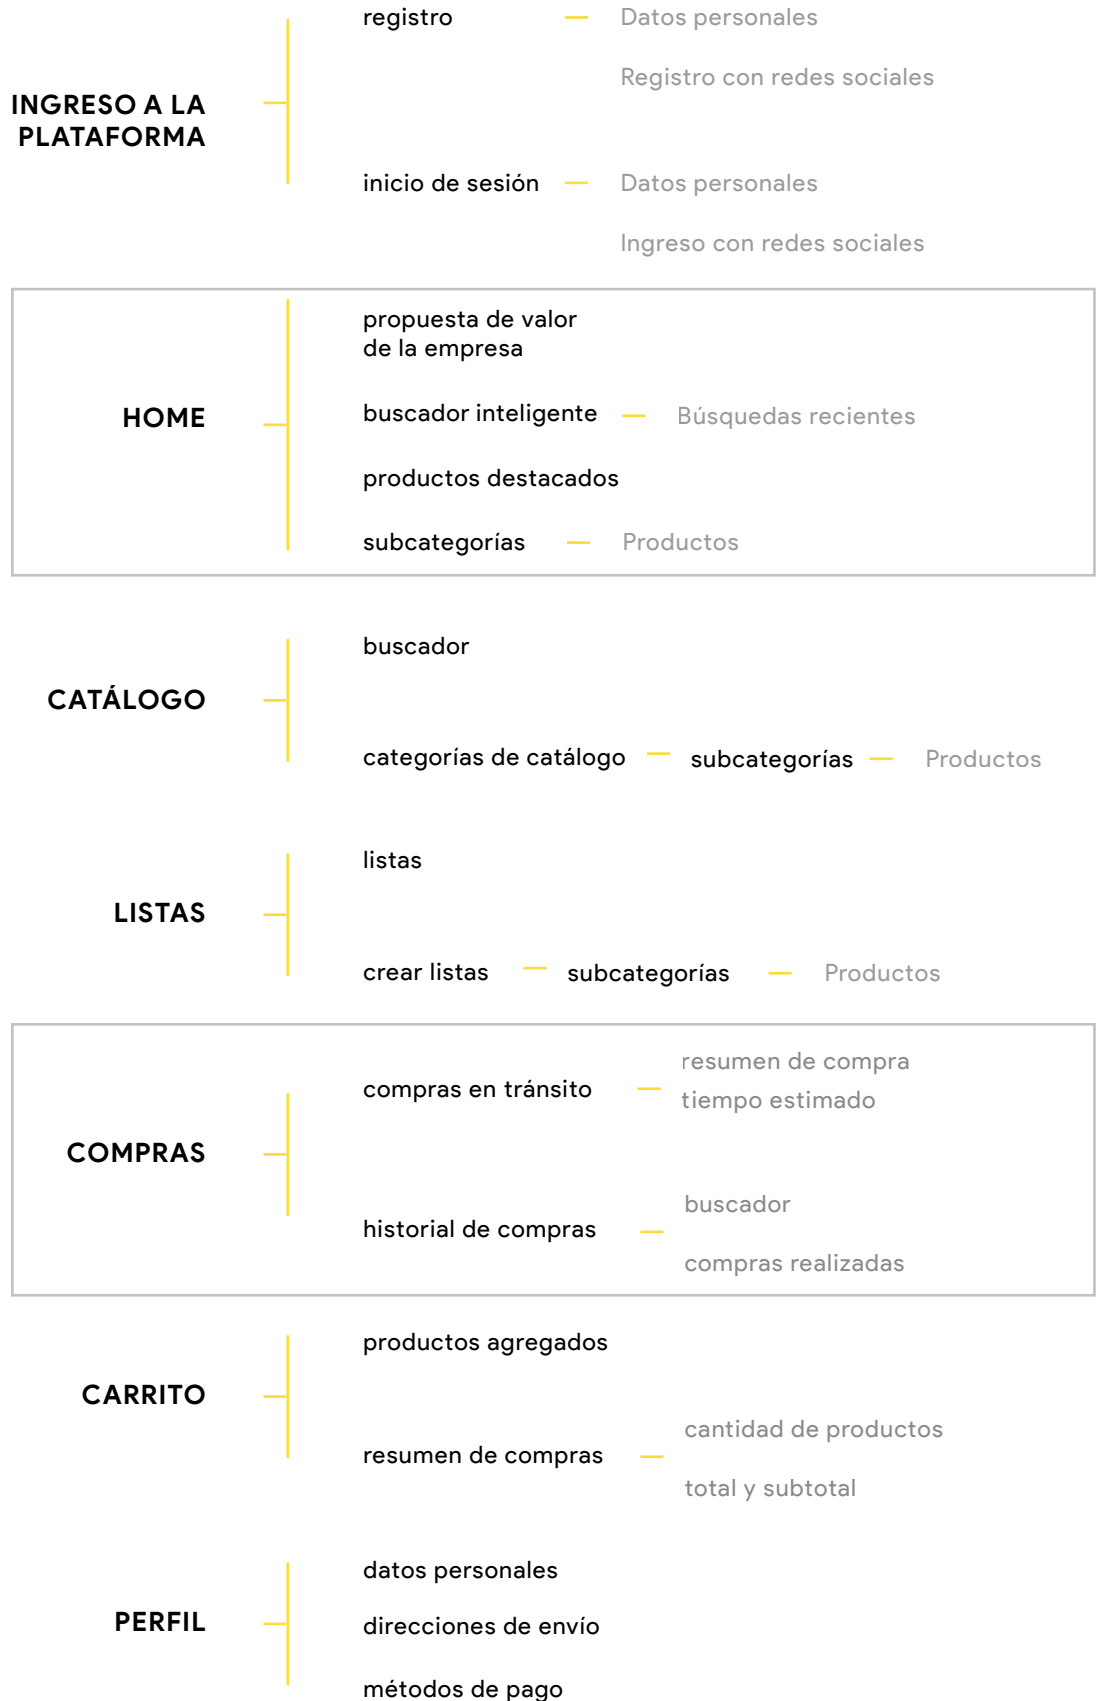 registro — Datos personales
Registro con redes sociales
INGRESO A LA
PLATAFORMA
inicio de sesión — Datos personales
Ingreso con redes sociales
propuesta de valor
de la empresa
HOME
buscador inteligente — Búsquedas recientes
productos destacados
subcategorías — Productos
buscador
CATÁLOGO
categorías de catálogo — subcategorías — Productos
listas
LISTAS
crear listas — subcategorías — Productos
resumen de compra
compras en tránsito —
tiempo estimado
COMPRAS
buscador
historial de compras —
compras realizadas
productos agregados
CARRITO
cantidad de productos
resumen de compras —
total y subtotal
datos personales
PERFIL
direcciones de envío
métodos de pago